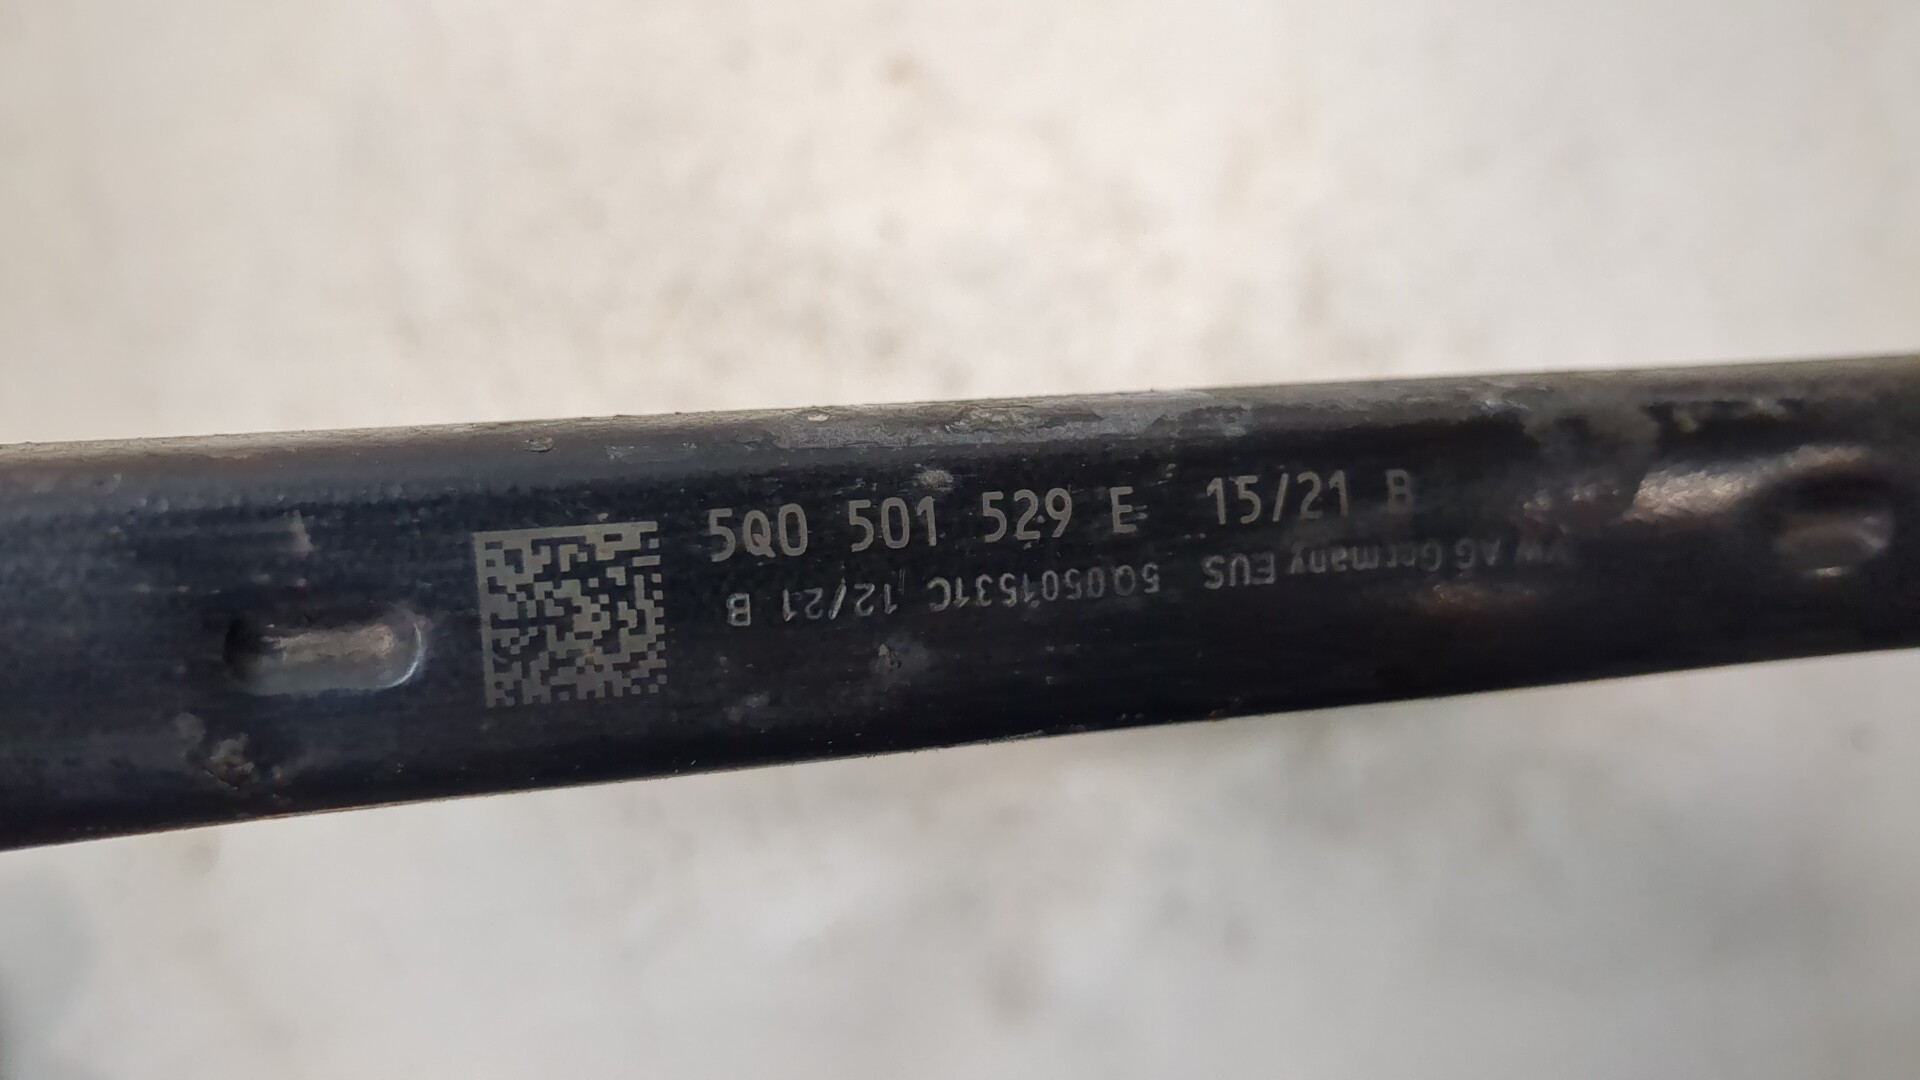 5Q0 501 529 E 15/21 B
VW AG Germany EUS 5Q0501531C 12/21 B